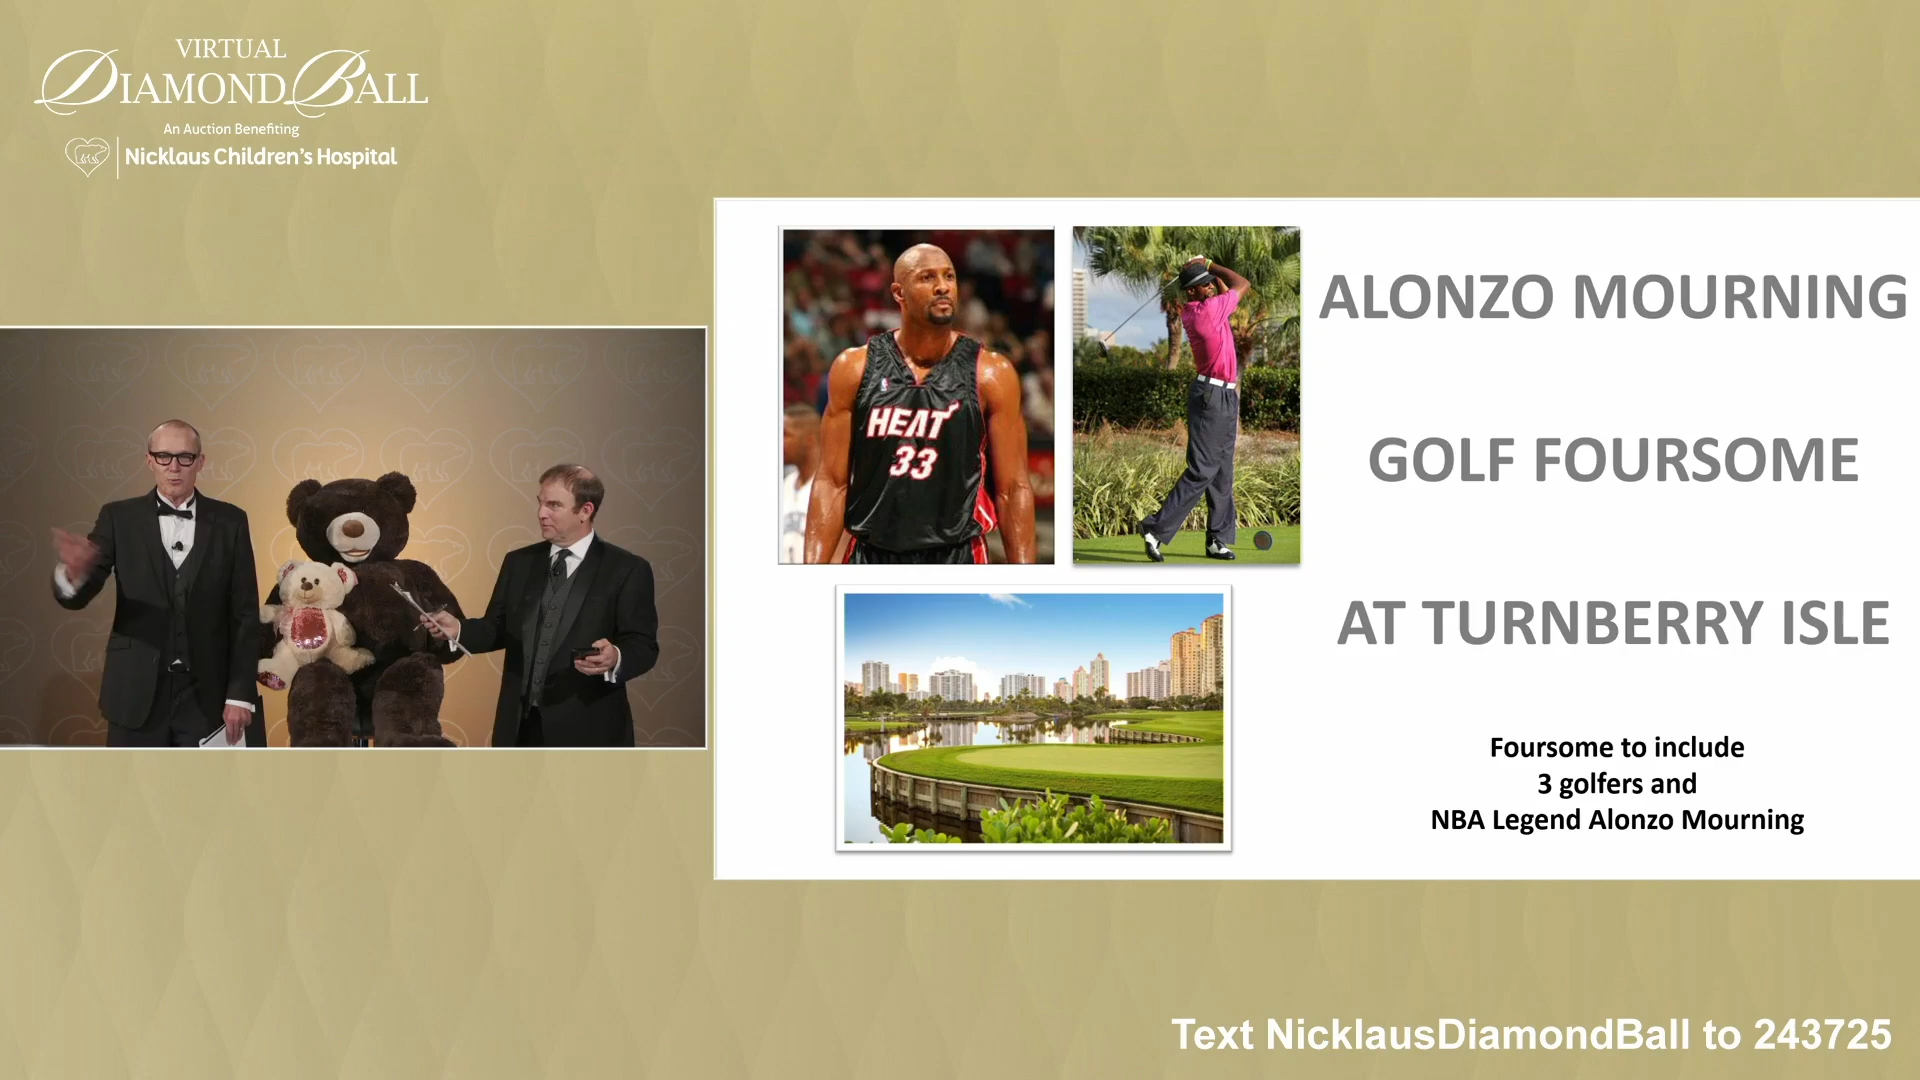 VIRTUAL
DIAMOND BALL
An Auction Benefiting
Nicklaus Children's Hospital
ALONZO MOURNING
GOLF FOURSOME
AT TURNBERRY ISLE
HEAT
33
Foursome to include
3 golfers and
NBA Legend Alonzo Mourning
Text NicklausDiamondBall to 243725